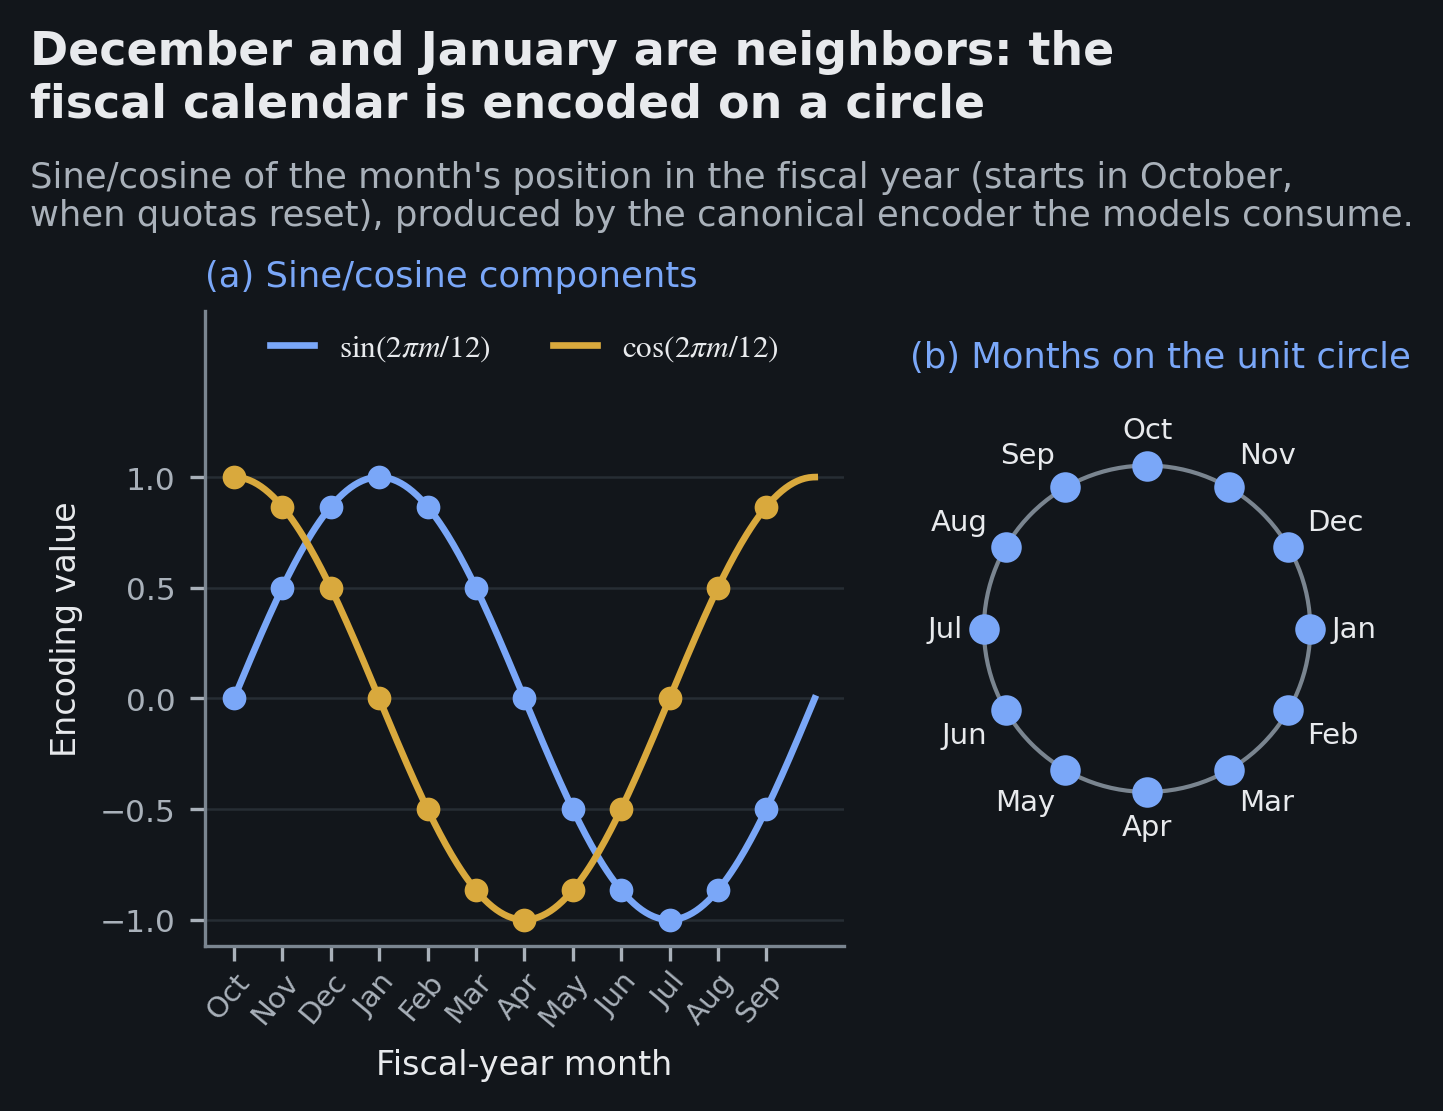 December and January are neighbors: the
fiscal calendar is encoded on a circle
Sine/cosine of the month's position in the fiscal year (starts in October,
when quotas reset), produced by the canonical encoder the models consume.
(a) Sine/cosine components
sin(2πm/12)
cos(2πm/12)
Encoding value
1.0
0.5
0.0
−0.5
−1.0
Oct
Nov
Dec
Jan
Feb
Mar
Apr
May
Jun
Jul
Aug
Sep
Fiscal-year month
(b) Months on the unit circle
Oct
Nov
Dec
Jan
Feb
Mar
Apr
May
Jun
Jul
Aug
Sep